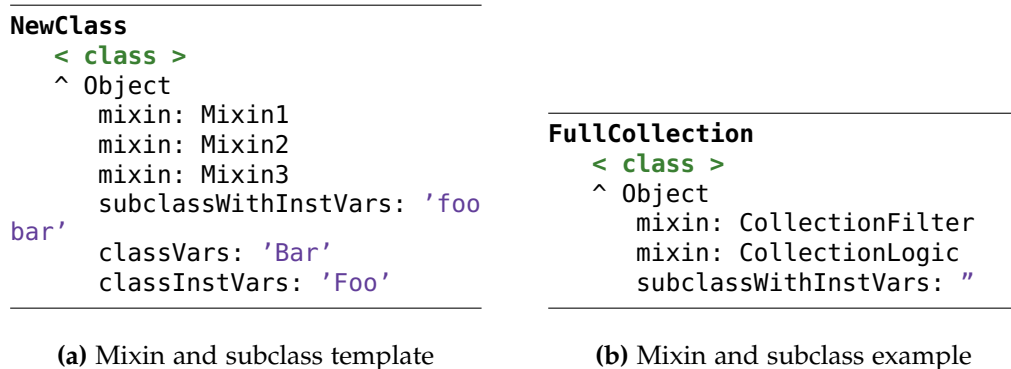 NewClass
< class >
^ Object
mixin: Mixin1
mixin: Mixin2
mixin: Mixin3
subclassWithInstVars: ’foo
bar’
classVars: ’Bar’
classInstVars: ’Foo’
(a) Mixin and subclass template
FullCollection
< class >
^ Object
mixin: CollectionFilter
mixin: CollectionLogic
subclassWithInstVars: ’’
(b) Mixin and subclass example